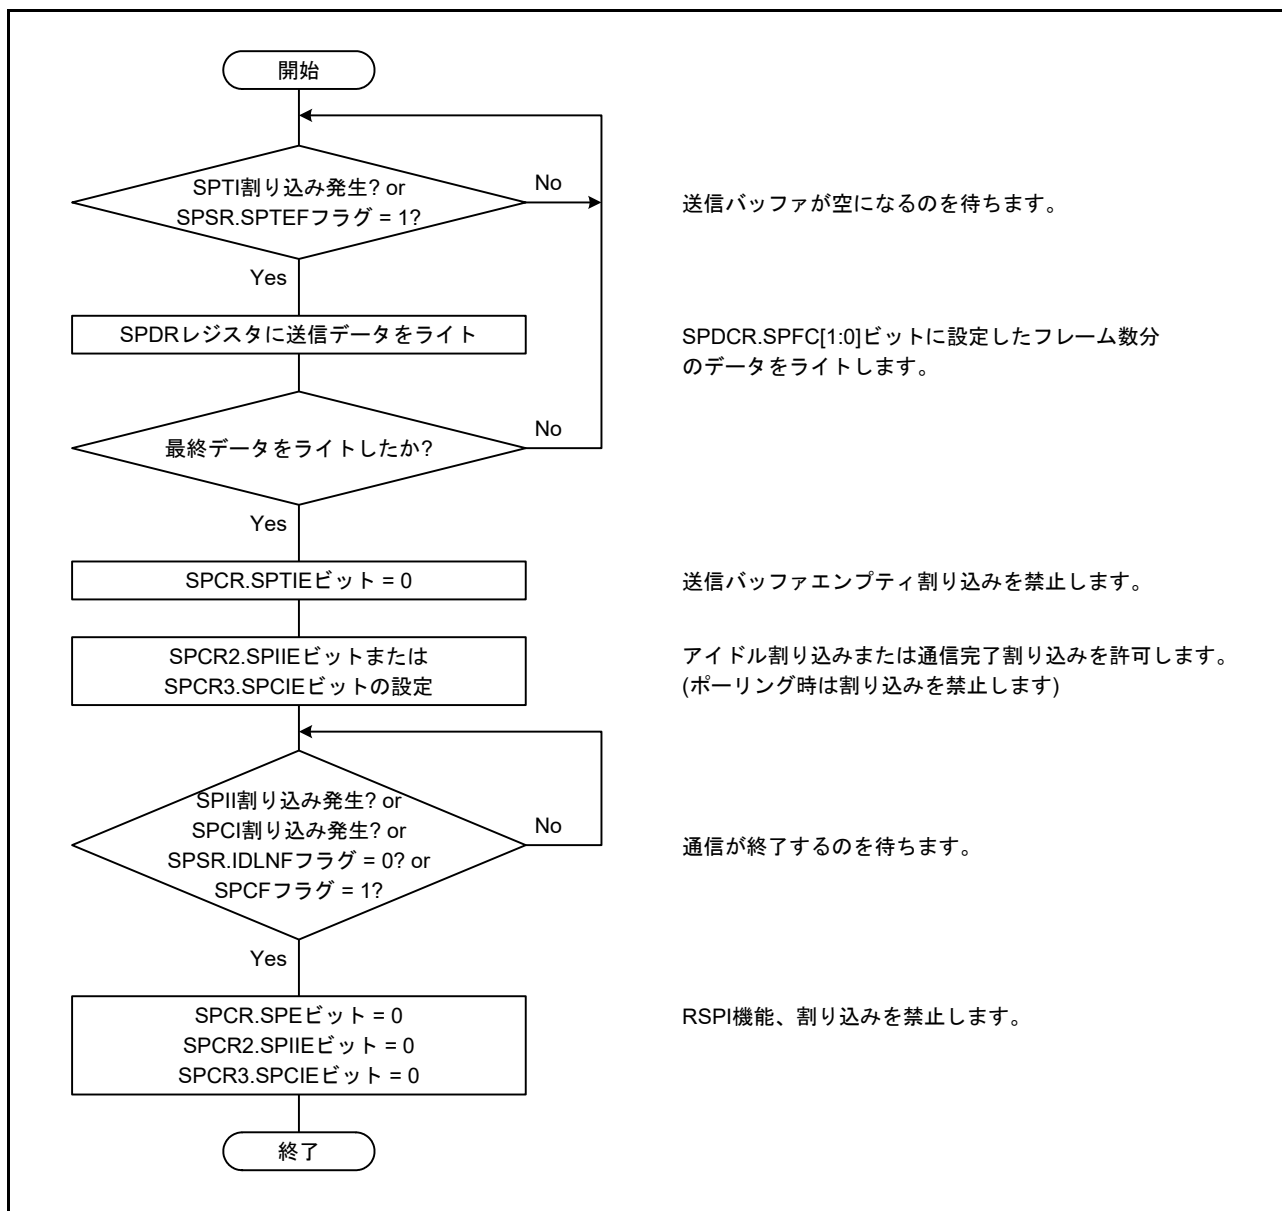 開始
SPTI割り込み発生? or
SPSR.SPTEFフラグ = 1?
No
送信バッファが空になるのを待ちます。
Yes
SPDRレジスタに送信データをライト
SPDCR.SPFC[1:0]ビットに設定したフレーム数分
のデータをライトします。
最終データをライトしたか?
No
Yes
SPCR.SPTIEビット = 0
送信バッファエンプティ割り込みを禁止します。
SPCR2.SPIIEビットまたは
SPCR3.SPCIEビットの設定
アイドル割り込みまたは通信完了割り込みを許可します。
(ポーリング時は割り込みを禁止します)
SPII割り込み発生? or
SPCI割り込み発生? or
SPSR.IDLNFフラグ = 0? or
SPCFフラグ = 1?
No
通信が終了するのを待ちます。
Yes
SPCR.SPEビット = 0
SPCR2.SPIIEビット = 0
SPCR3.SPCIEビット = 0
RSPI機能、割り込みを禁止します。
終了